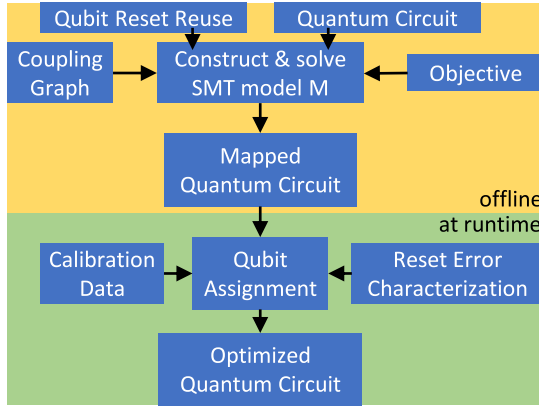 Qubit Reset Reuse
Quantum Circuit
Coupling
Graph
Construct & solve
SMT model M
Objective
Mapped
Quantum Circuit
offline
at runtime
Calibration
Data
Qubit
Assignment
Reset Error
Characterization
Optimized
Quantum Circuit